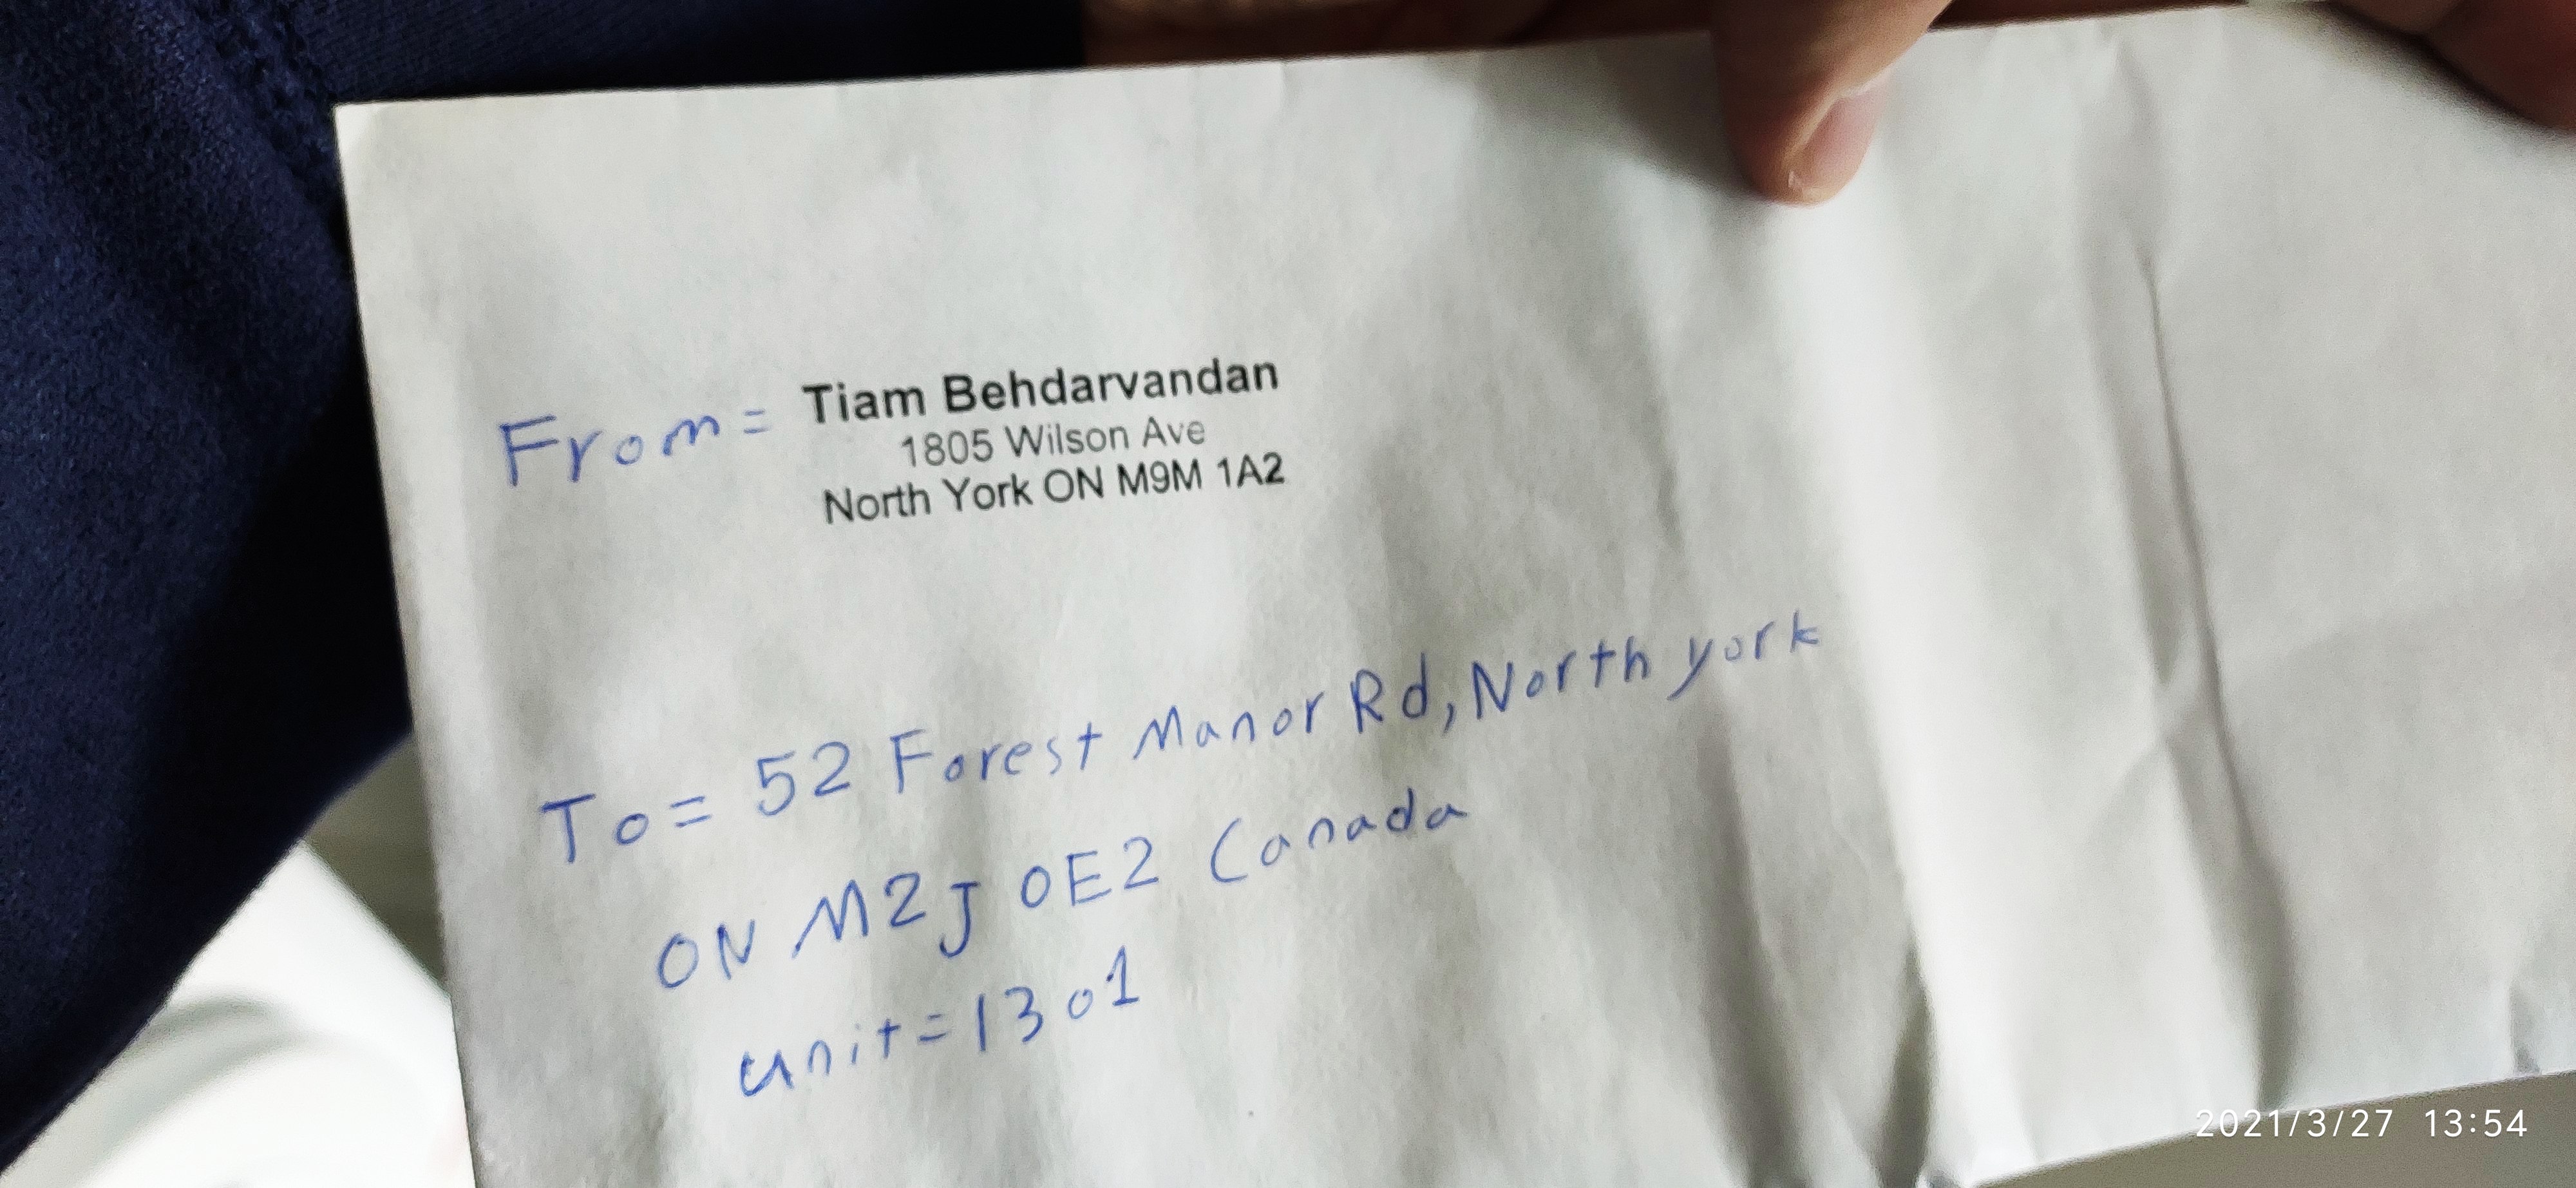 From = Tiam Behdarvandan
1805 Wilson Ave
North York ON M9M 1A2
To = 52 Forest Manor Rd, North york
ON M2J 0E2 Canada
unit = 1301
2021/3/27 13:54